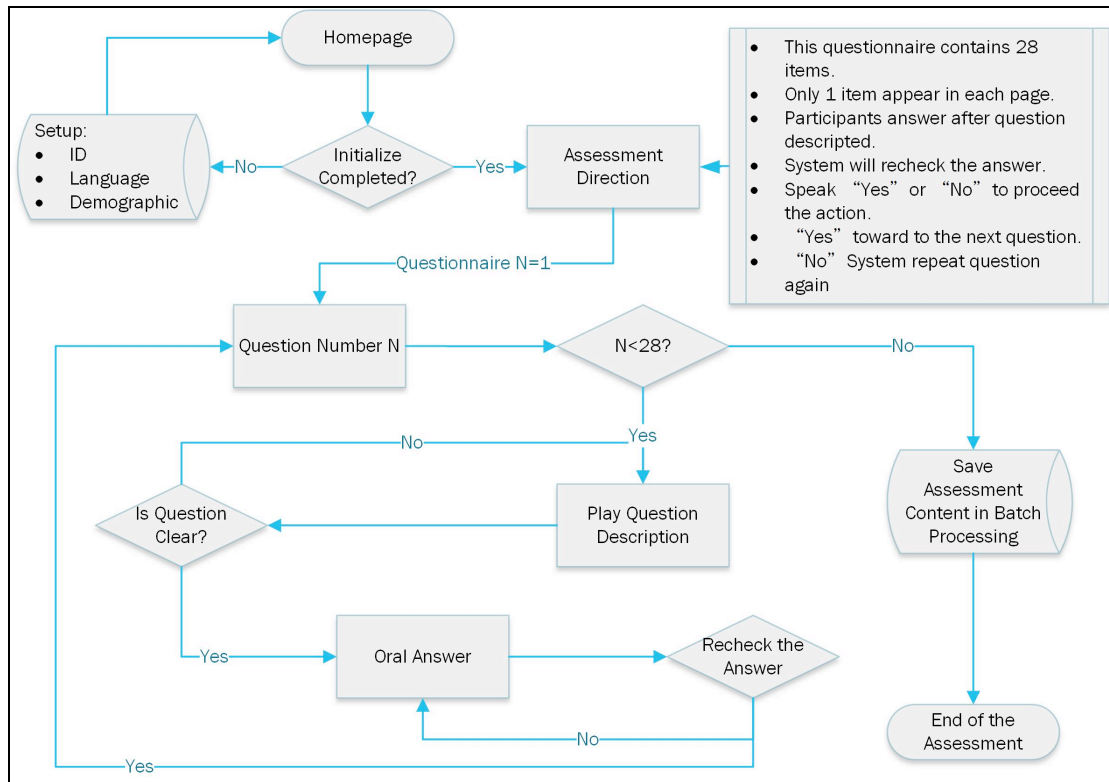 Homepage
• This questionnaire contains 28
items.
• Only 1 item appear in each page.
• Participants answer after question
descripted.
• System will recheck the answer.
• Speak “Yes” or “No” to proceed
the action.
• “Yes” toward to the next question.
• “No” System repeat question
again
Setup:
• ID
• Language
• Demographic
No
Initialize
Completed?
Yes
Assessment
Direction
Questionnaire N=1
Question Number N
N<28?
No
Yes
No
Is Question
Clear?
Play Question
Description
Save
Assessment
Content in Batch
Processing
Yes
Oral Answer
Recheck the
Answer
No
Yes
End of the
Assessment